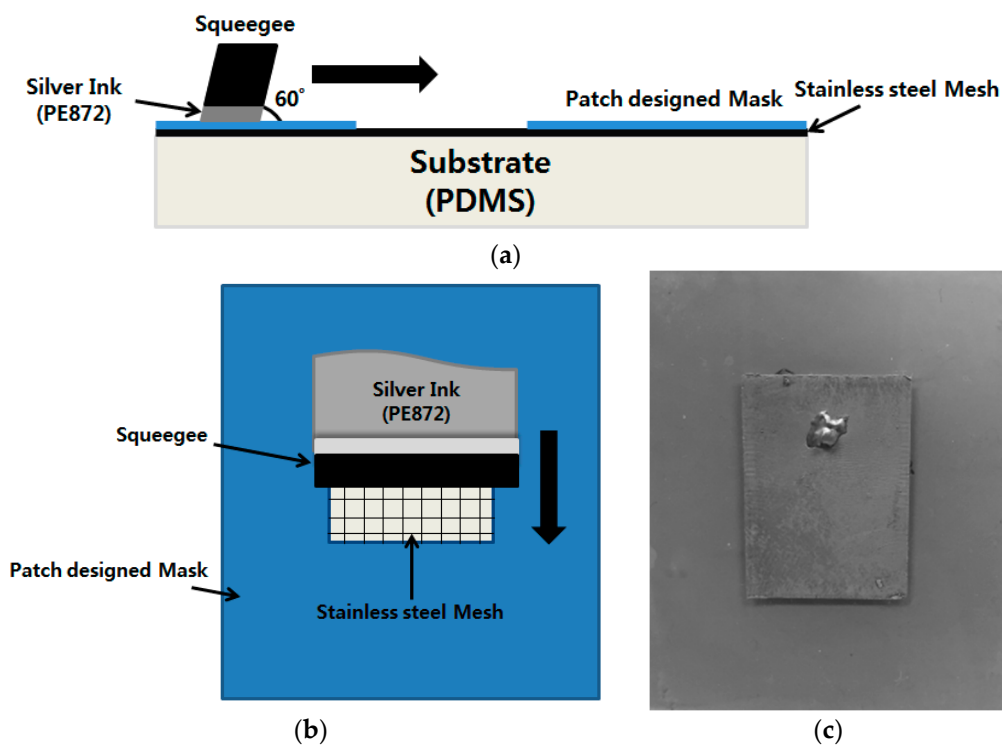 Squeegee
Silver Ink
(PE872)
60°
Patch designed Mask
Stainless steel Mesh
Substrate
(PDMS)
(a)
Silver Ink
(PE872)
Squeegee
Patch designed Mask
Stainless steel Mesh
(b)
(c)